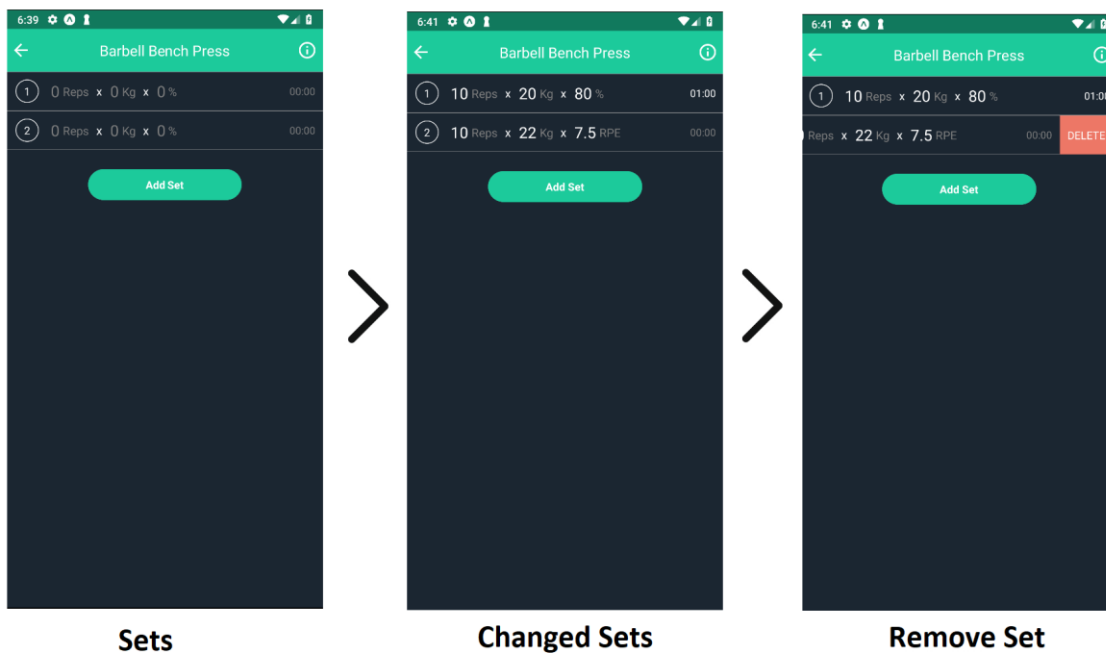 6:39
Barbell Bench Press
1 0 Reps x 0 Kg x 0 % 00:00
2 0 Reps x 0 Kg x 0 % 00:00
Add Set
Sets
6:41
Barbell Bench Press
1 10 Reps x 20 Kg x 80 % 01:00
2 10 Reps x 22 Kg x 7.5 RPE 00:00
Add Set
Changed Sets
6:41
Barbell Bench Press
1 10 Reps x 20 Kg x 80 % 01:00
Reps x 22 Kg x 7.5 RPE 00:00 DELETE
Add Set
Remove Set